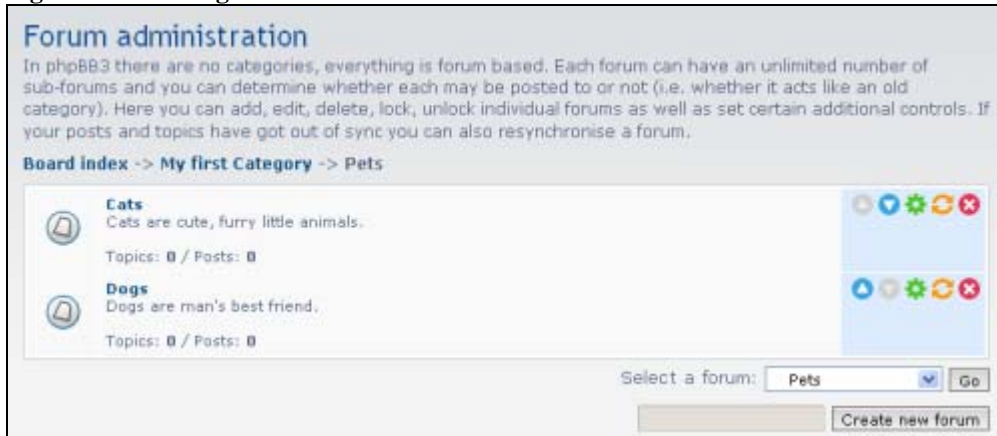 Forum administration
In phpBB3 there are no categories, everything is forum based. Each forum can have an unlimited number of
sub-forums and you can determine whether each may be posted to or not (i.e. whether it acts like an old
category). Here you can add, edit, delete, lock, unlock individual forums as well as set certain additional controls. If
your posts and topics have got out of sync you can also resynchronise a forum.
Board index -> My first Category -> Pets
Cats
Cats are cute, furry little animals.
Topics: 0 / Posts: 0
Dogs
Dogs are man's best friend.
Topics: 0 / Posts: 0
Select a forum: Pets Go
Create new forum